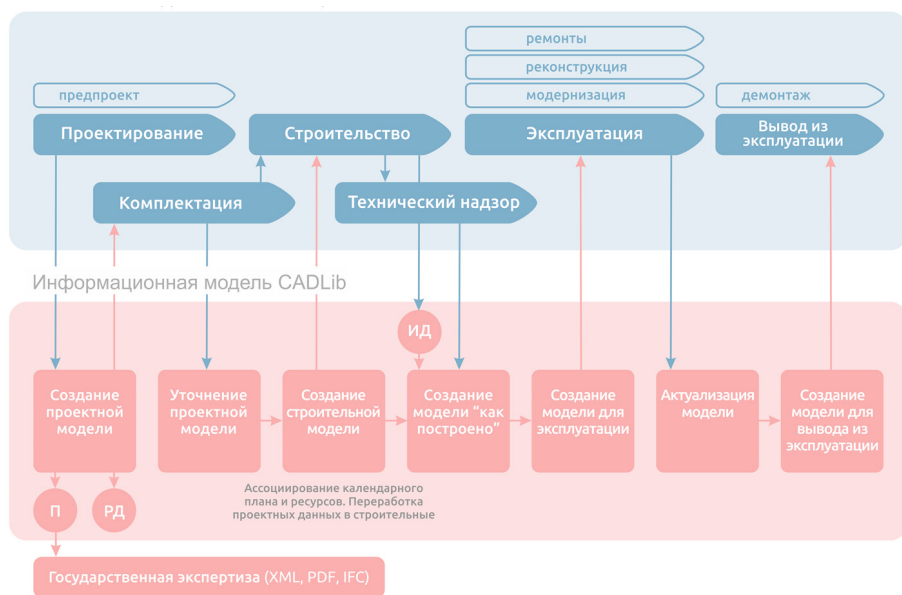 ремонты
реконструкция
предпроект
модернизация
демонтаж
Проектирование
Строительство
Эксплуатация
Вывод из
эксплуатации
Комплектация
Технический надзор
Информационная модель CADLib
ИД
Создание
проектной
модели
Уточнение
проектной
модели
Создание
строительной
модели
Создание
модели “как
построено”
Создание
модели для
эксплуатации
Актуализация
модели
Создание
модели для
вывода из
эксплуатации
Ассоциирование календарного
плана и ресурсов. Переработка
проектных данных в строительные
П
РД
Государственная экспертиза (XML, PDF, IFC)